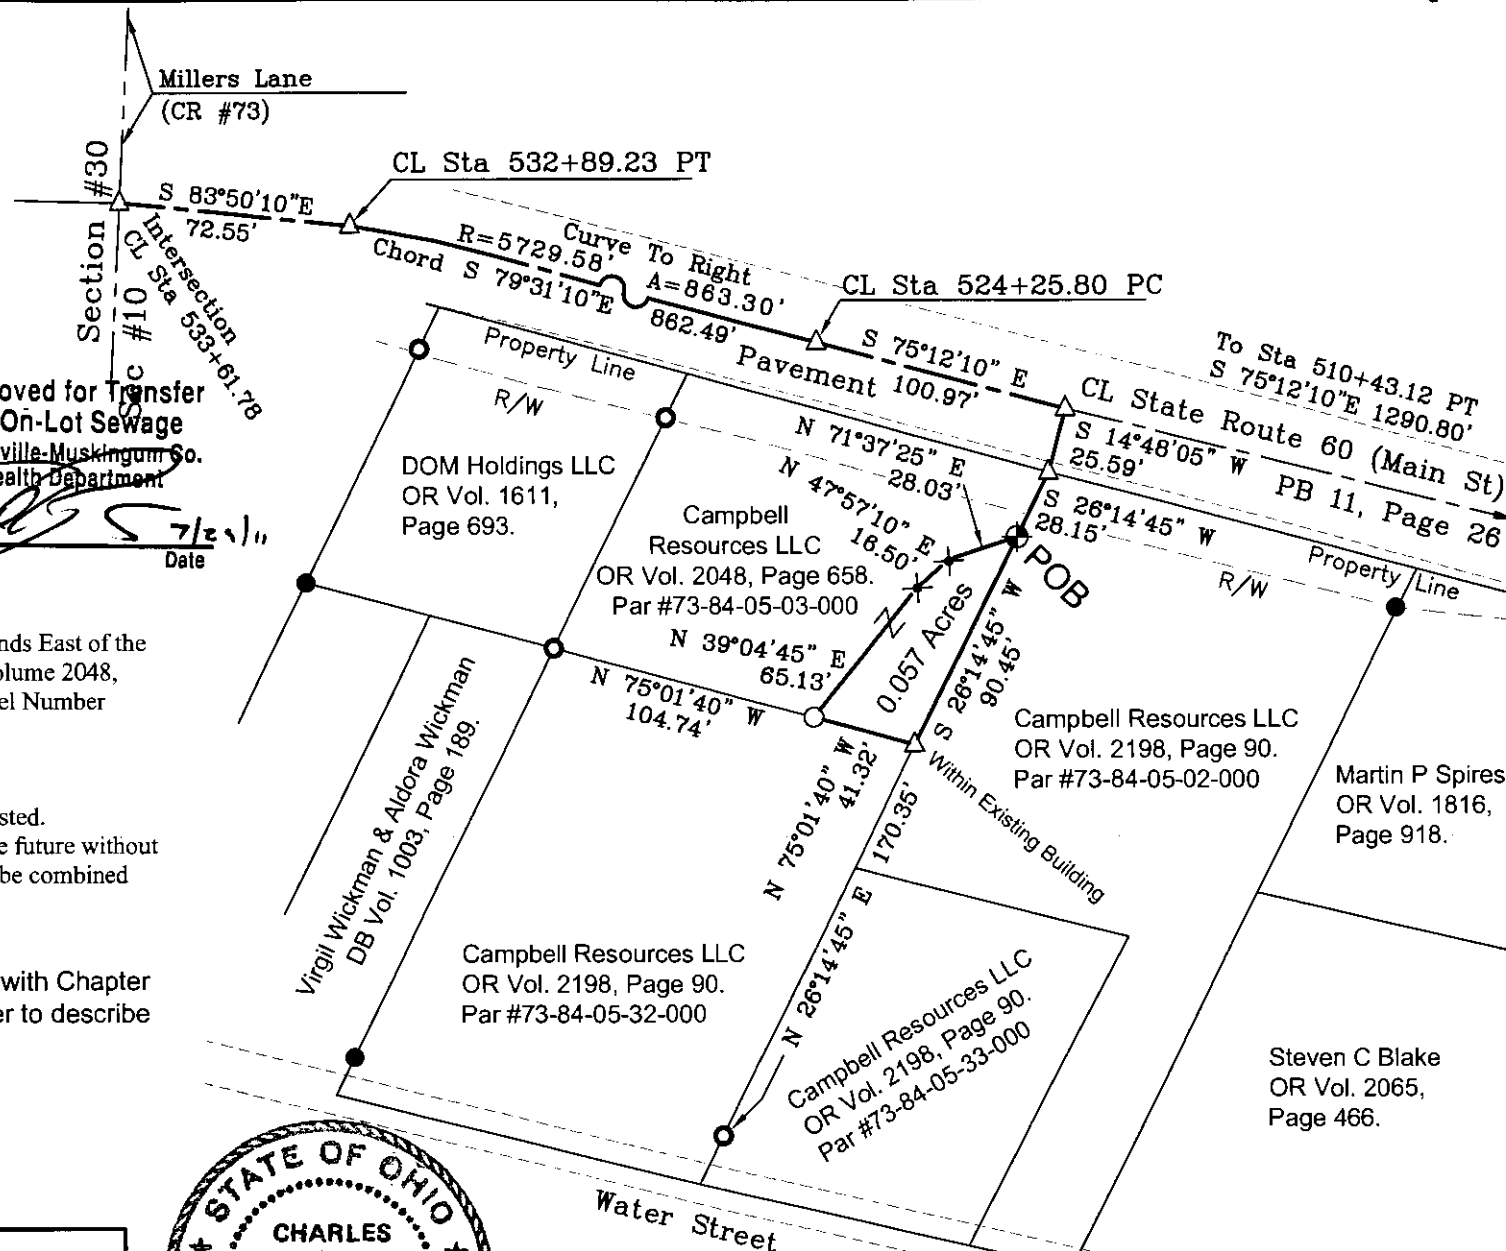 Millers Lane
(CR #73)
Section #30
Sec #10
CL Sta 532+89.23 PT
S 83°50'10"E
72.55'
Intersection
CL Sta 533+61.78
Curve To Right
R=5729.58'
A=863.30'
Chord S 79°31'10"E
862.49'
CL Sta 524+25.80 PC
S 75°12'10" E
100.97'
Pavement
To Sta 510+43.12 PT
S 75°12'10"E 1290.80'
CL State Route 60 (Main St)
PB 11, Page 26
Property Line
R/W
S 14°48'05" W
25.59'
S 26°14'45" W
28.15'
N 71°37'25" E
28.03'
N 47°57'10" E
16.50'
POB
Property Line
R/W
oved for Transfer
On-Lot Sewage
ville-Muskingum Co.
ealth Department
Date
DOM Holdings LLC
OR Vol. 1611,
Page 693.
Campbell
Resources LLC
OR Vol. 2048, Page 658.
Par #73-84-05-03-000
N 39°04'45" E
65.13'
0.057 Acres
S 26°14'45" W
90.45'
N 75°01'40" W
104.74'
N 75°01'40" W
41.32'
Within Existing Building
nds East of the
olume 2048,
el Number
sted.
e future without
be combined
with Chapter
er to describe
Virgil Wickman & Aldora Wickman
DB Vol. 1003, Page 189.
Campbell Resources LLC
OR Vol. 2198, Page 90.
Par #73-84-05-02-000
Martin P Spires
OR Vol. 1816,
Page 918.
170.35'
N 26°14'45" E
Campbell Resources LLC
OR Vol. 2198, Page 90.
Par #73-84-05-32-000
Campbell Resources LLC
OR Vol. 2198, Page 90.
Par #73-84-05-33-000
Steven C Blake
OR Vol. 2065,
Page 466.
Water Street
STATE OF OHIO
CHARLES